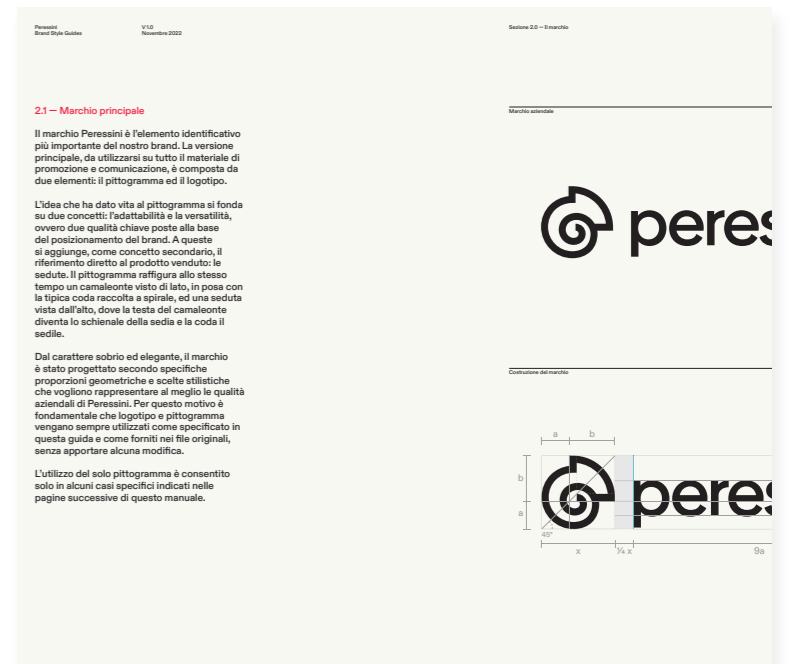 Peressini
Brand Style Guides
V 1.0
Novembre 2022
Sezione 2.0 — Il marchio
2.1 — Marchio principale
Il marchio Peressini è l'elemento identificativo
più importante del nostro brand. La versione
principale, da utilizzarsi su tutto il materiale di
promozione e comunicazione, è composta da
due elementi: il pittogramma ed il logotipo.
L'idea che ha dato vita al pittogramma si fonda
su due concetti: l'adattabilità e la versatilità,
ovvero due qualità chiave poste alla base
del posizionamento del brand. A queste
si aggiunge, come concetto secondario, il
riferimento diretto al prodotto venduto: le
sedute. Il pittogramma raffigura allo stesso
tempo un camaleonte visto di lato, in posa con
la tipica coda raccolta a spirale, ed una seduta
vista dall'alto, dove la testa del camaleonte
diventa lo schienale della sedia e la coda il
sedile.
Dal carattere sobrio ed elegante, il marchio
è stato progettato secondo specifiche
proporzioni geometriche e scelte stilistiche
che vogliono rappresentare al meglio le qualità
aziendali di Peressini. Per questo motivo è
fondamentale che logotipo e pittogramma
vengano sempre utilizzati come specificato in
questa guida e come forniti nei file originali,
senza apportare alcuna modifica.
L'utilizzo del solo pittogramma è consentito
solo in alcuni casi specifici indicati nelle
pagine successive di questo manuale.
Marchio aziendale
peres
Costruzione del marchio
a b
b
a
peres
45°
x ¼ x 9a